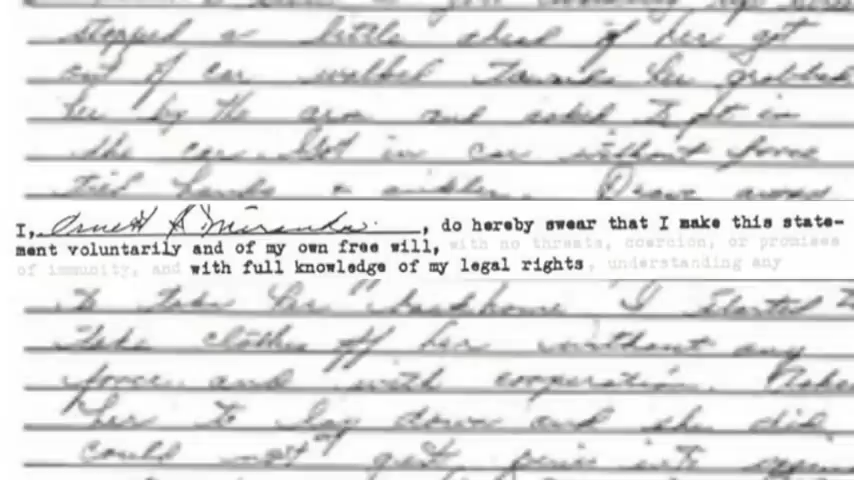 stopped a little ahead of her got
out of car walked towards her grabbed
her by the arm and asked to get in
the car. Got in car without force
tied hands & ankles. Drove away
I, Ernest A. Miranda, do hereby swear that I make this state-
ment voluntarily and of my own free will, with no threats, coercion, or promises
of immunity, and with full knowledge of my legal rights, understanding any
to take her back home I started to
take clothes off her without any
force, and with cooperation.
her to lay down and she did
could not get penis into